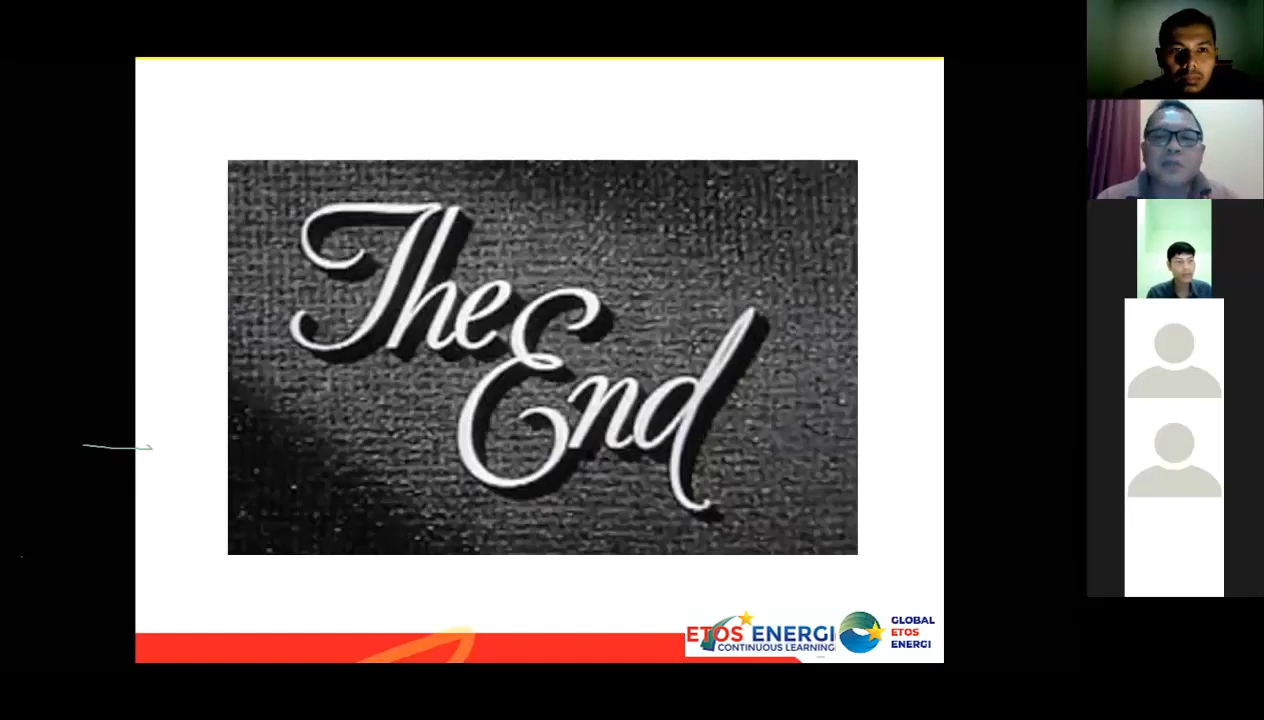 The
End
ETOS ENERGI
CONTINUOUS LEARNING
GLOBAL
ETOS
ENERGI